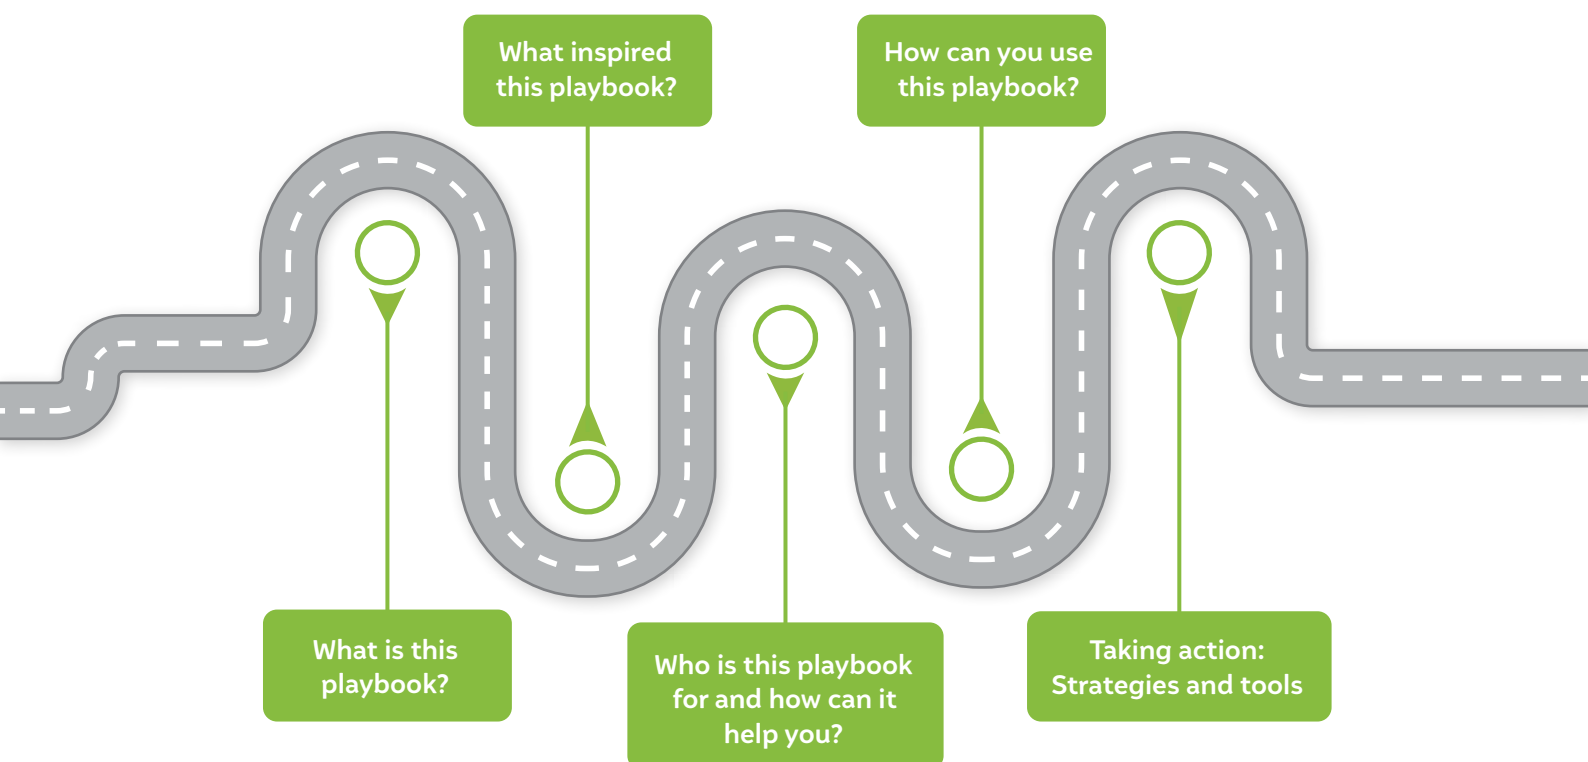 What inspired
this playbook?
How can you use
this playbook?
What is this
playbook?
Who is this playbook
for and how can it
help you?
Taking action:
Strategies and tools